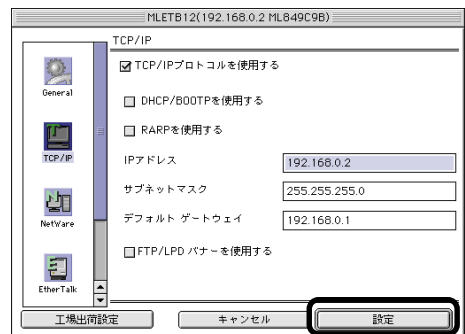 MLETB12(192.168.0.2 ML849C9B)
TCP/IP
TCP/IPプロトコルを使用する
General
DHCP/BOOTPを使用する
RARPを使用する
TCP/IP
IPアドレス
192.168.0.2
サブネットマスク
255.255.255.0
NetWare
デフォルト ゲートウェイ
192.168.0.1
FTP/LPD バナーを使用する
EtherTalk
工場出荷設定
キャンセル
設定